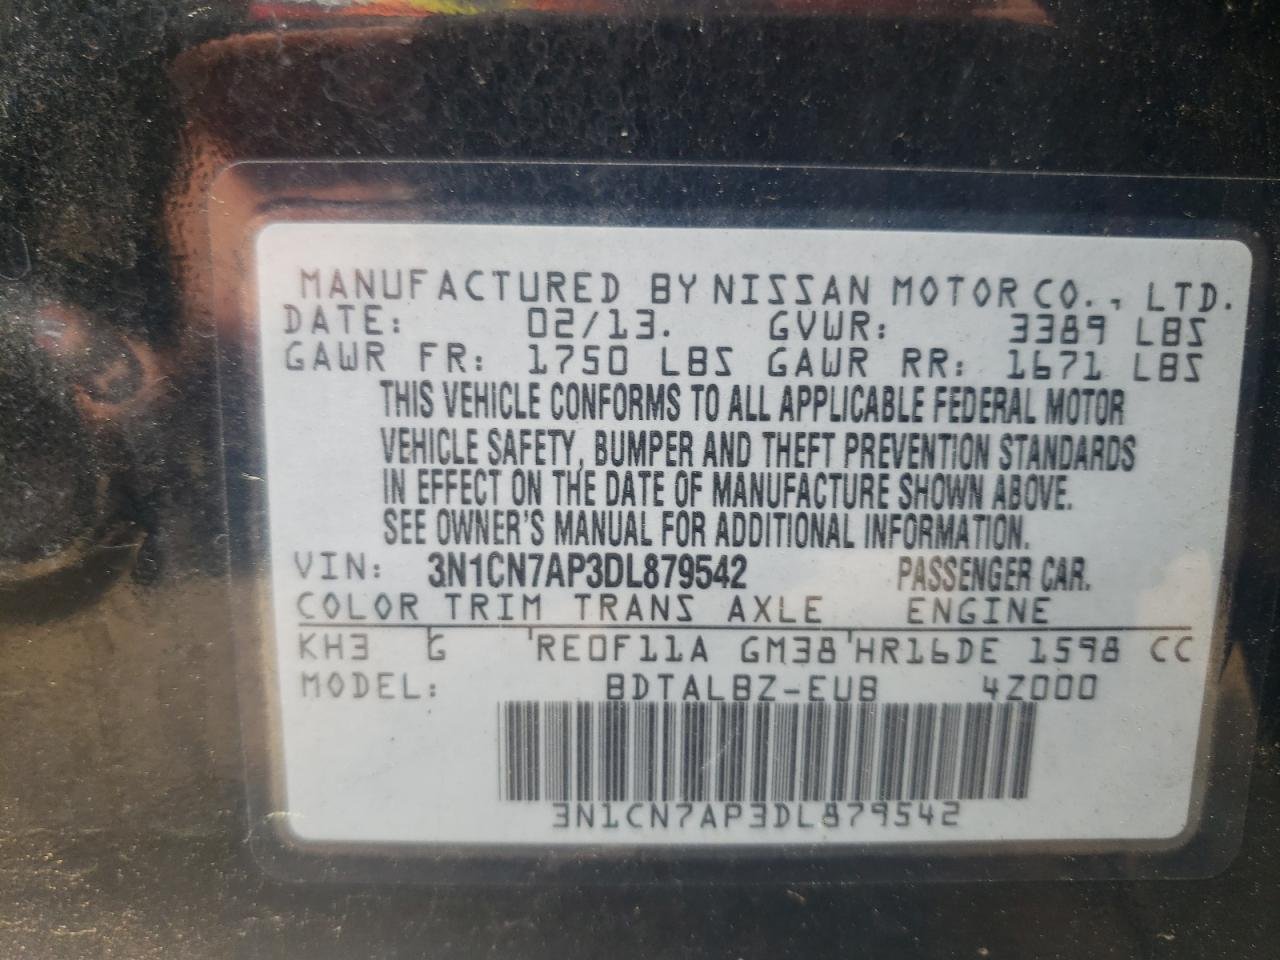 MANUFACTURED BY NISSAN MOTOR CO., LTD.
DATE: 02/13. GVWR: 3389 LBS
GAWR FR: 1750 LBS GAWR RR: 1671 LBS
THIS VEHICLE CONFORMS TO ALL APPLICABLE FEDERAL MOTOR
VEHICLE SAFETY, BUMPER AND THEFT PREVENTION STANDARDS
IN EFFECT ON THE DATE OF MANUFACTURE SHOWN ABOVE.
SEE OWNER'S MANUAL FOR ADDITIONAL INFORMATION.
VIN: 3N1CN7AP3DL879542 PASSENGER CAR.
COLOR TRIM TRANS AXLE ENGINE
KH3 G RE0F11A GM38 HR16DE 1598 CC
MODEL: BDTALBZ-EUB 4Z000
3N1CN7AP3DL879542